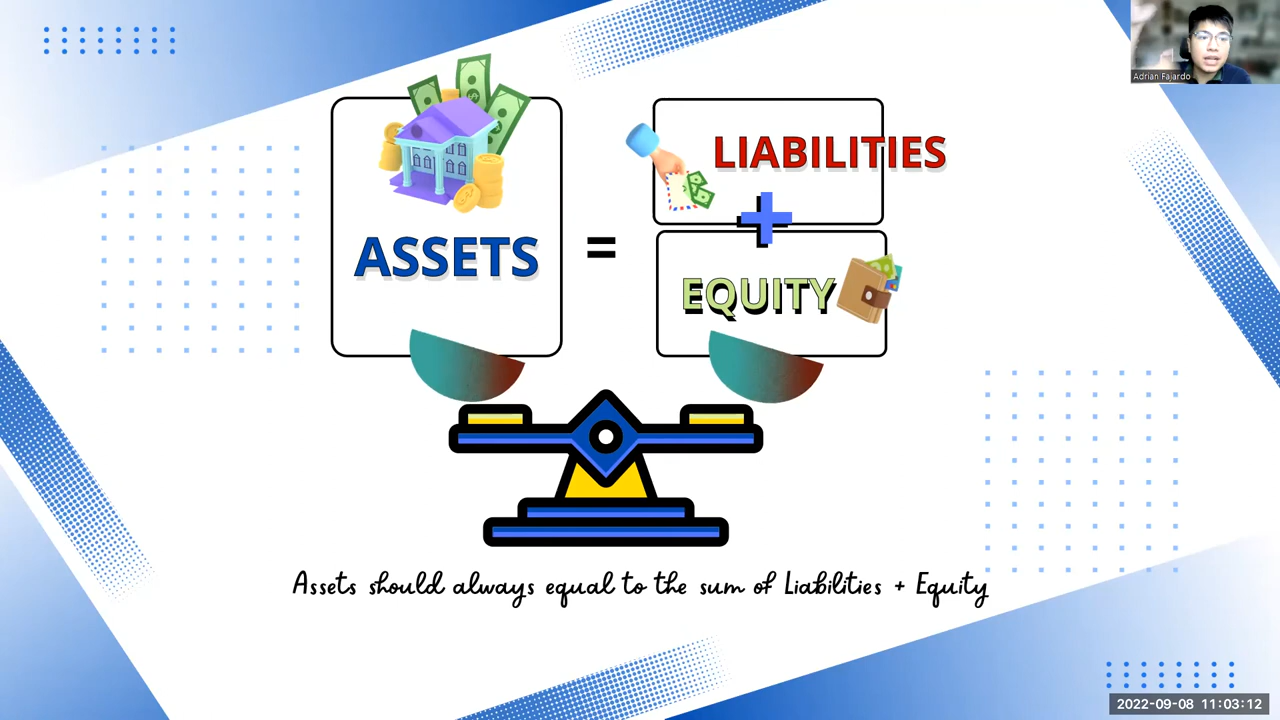 Adrian Fajardo
ASSETS
=
LIABILITIES
+
EQUITY
Assets should always equal to the sum of Liabilities + Equity
2022-09-08 11:03:12